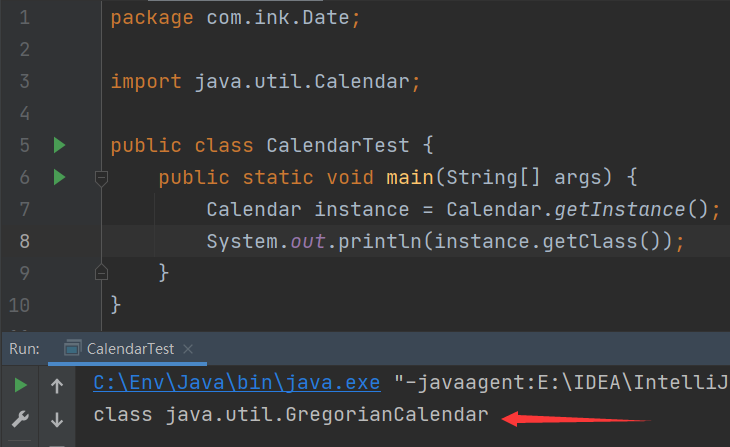 1 package com.ink.Date;
2
3 import java.util.Calendar;
4
5 public class CalendarTest {
6 public static void main(String[] args) {
7 Calendar instance = Calendar.getInstance();
8 System.out.println(instance.getClass());
9 }
10 }
Run: CalendarTest ×
C:\Env\Java\bin\java.exe "-javaagent:E:\IDEA\IntelliJ
class java.util.GregorianCalendar